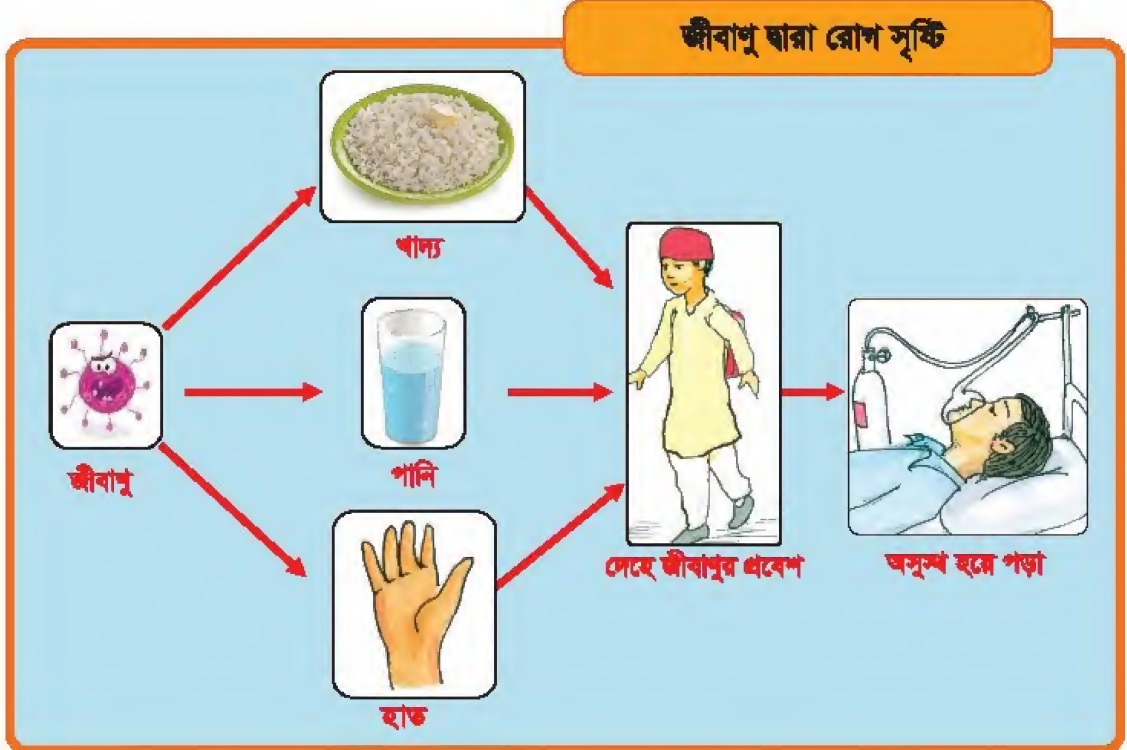 জীবাণু দ্বারা রোগ সৃষ্টি
খাদ্য
জীবাণু
পানি
হাত
দেহে জীবাণুর প্রবেশ
অসুস্থ হয়ে পড়া